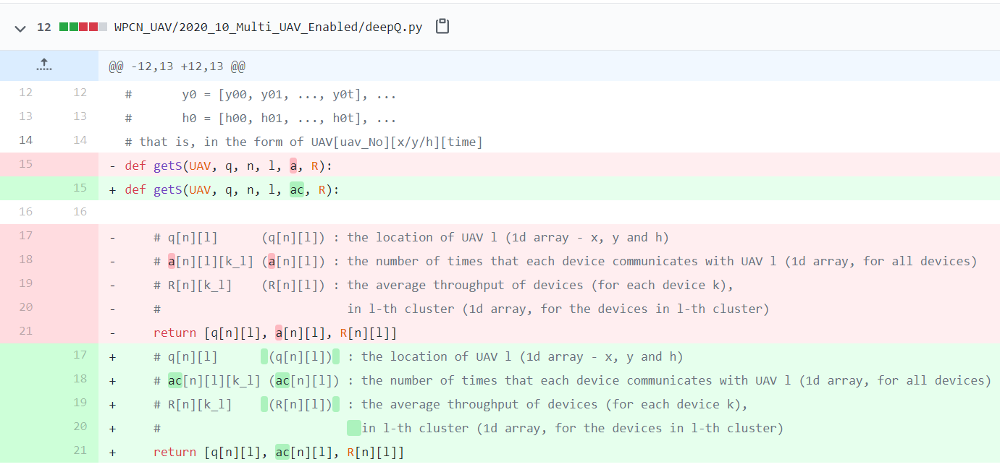 12 WPCN_UAV/2020_10_Multi_UAV_Enabled/deepQ.py
@@ -12,13 +12,13 @@
12 12 #       y0 = [y00, y01, ..., y0t], ...
13 13 #       h0 = [h00, h01, ..., h0t], ...
14 14 # that is, in the form of UAV[uav_No][x/y/h][time]
15 - def getS(UAV, q, n, l, a, R):
15 + def getS(UAV, q, n, l, ac, R):
16 16
17 -     # q[n][l]      (q[n][l]) : the location of UAV l (1d array - x, y and h)
18 -     # a[n][l][k_l] (a[n][l]) : the number of times that each device communicates with UAV l (1d array, for all devices)
19 -     # R[n][k_l]    (R[n][l]) : the average throughput of devices (for each device k),
20 -     #                          in l-th cluster (1d array, for the devices in l-th cluster)
21 -     return [q[n][l], a[n][l], R[n][l]]
17 +     # q[n][l]       (q[n][l])  : the location of UAV l (1d array - x, y and h)
18 +     # ac[n][l][k_l] (ac[n][l]) : the number of times that each device communicates with UAV l (1d array, for all devices)
19 +     # R[n][k_l]     (R[n][l])  : the average throughput of devices (for each device k),
20 +     #                            in l-th cluster (1d array, for the devices in l-th cluster)
21 +     return [q[n][l], ac[n][l], R[n][l]]